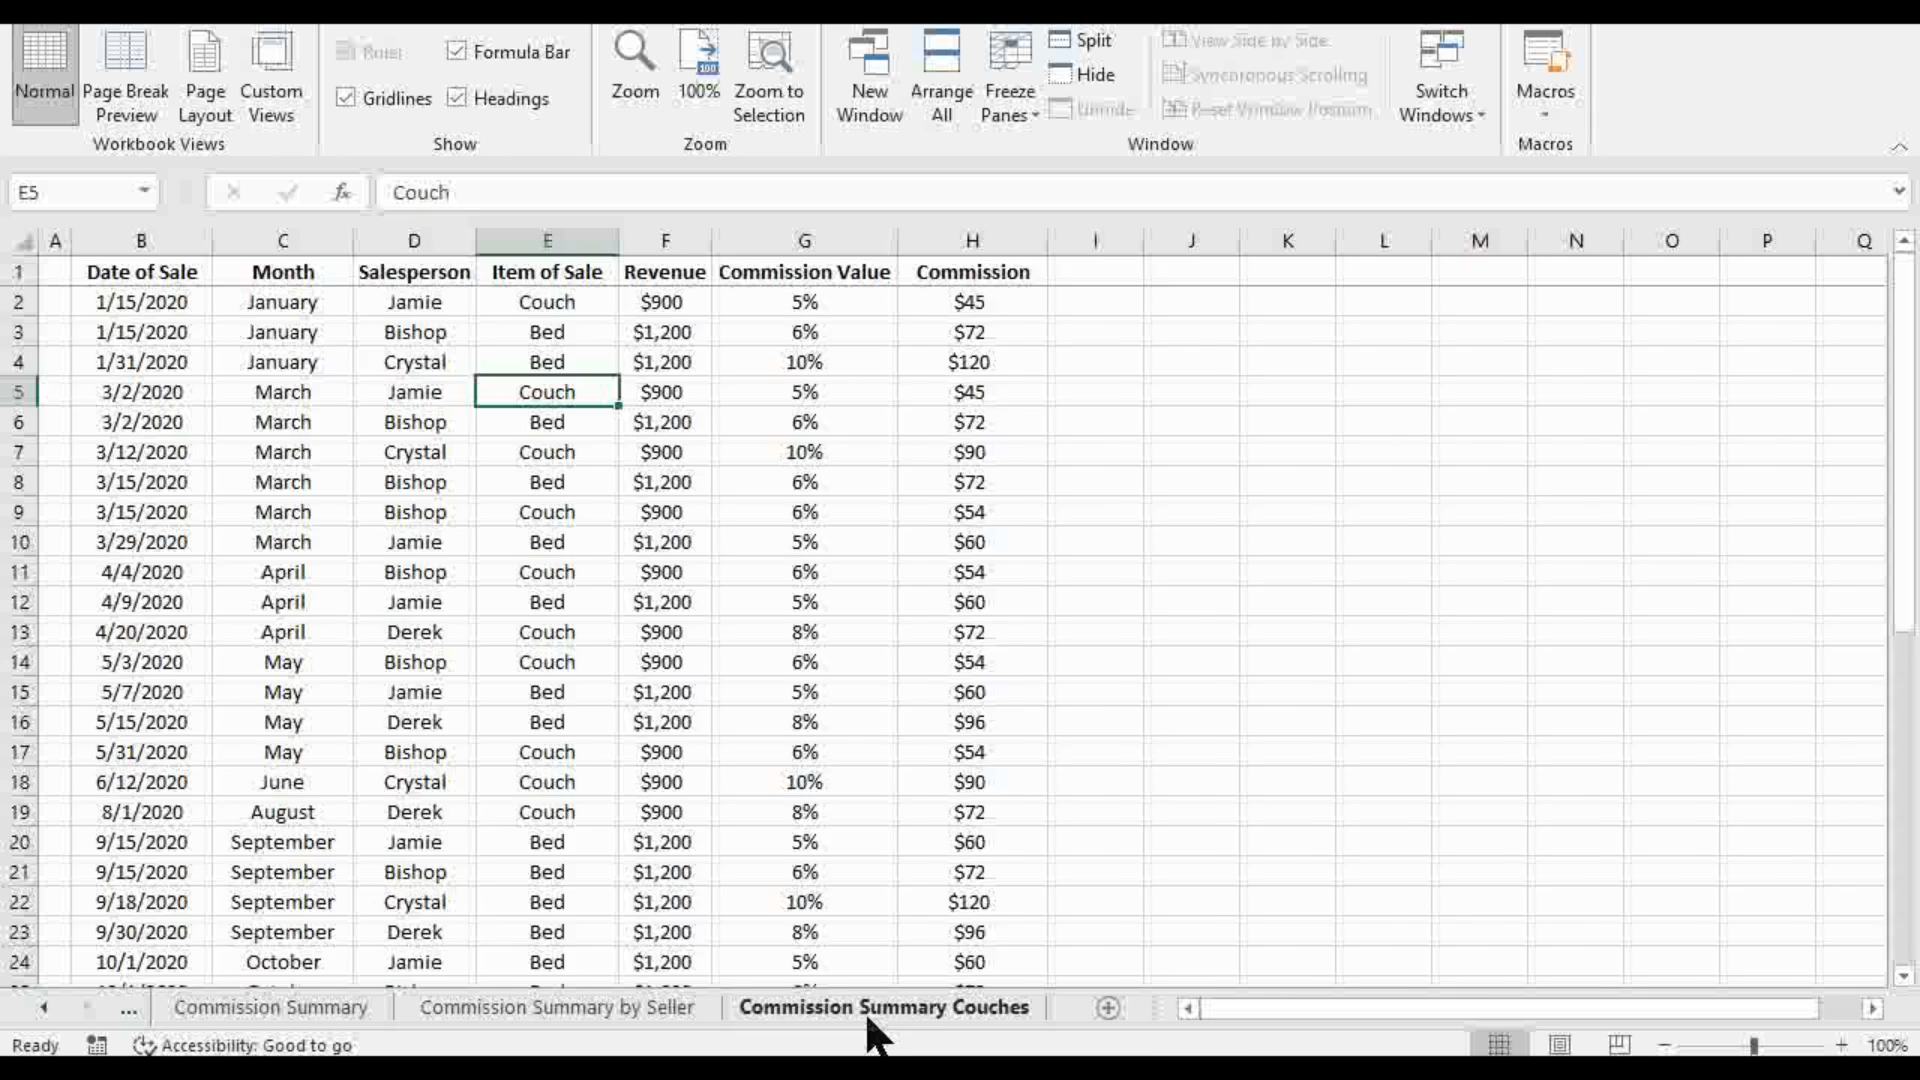 Normal
Page Break Preview
Page Layout
Custom Views
Workbook Views
Ruler
Formula Bar
Gridlines
Headings
Show
Zoom
100
100%
Zoom to Selection
Zoom
New Window
Arrange All
Freeze Panes
Split
Hide
Unhide
View Side by Side
Syncoronous Scrolling
Reset Window Position
Window
Switch Windows
Macros
Macros
E5
fx
Couch
A B C D E F G H I J K L M N O P Q
1 Date of Sale Month Salesperson Item of Sale Revenue Commission Value Commission
2 1/15/2020 January Jamie Couch $900 5% $45
3 1/15/2020 January Bishop Bed $1,200 6% $72
4 1/31/2020 January Crystal Bed $1,200 10% $120
5 3/2/2020 March Jamie Couch $900 5% $45
6 3/2/2020 March Bishop Bed $1,200 6% $72
7 3/12/2020 March Crystal Couch $900 10% $90
8 3/15/2020 March Bishop Bed $1,200 6% $72
9 3/15/2020 March Bishop Couch $900 6% $54
10 3/29/2020 March Jamie Bed $1,200 5% $60
11 4/4/2020 April Bishop Couch $900 6% $54
12 4/9/2020 April Jamie Bed $1,200 5% $60
13 4/20/2020 April Derek Couch $900 8% $72
14 5/3/2020 May Bishop Couch $900 6% $54
15 5/7/2020 May Jamie Bed $1,200 5% $60
16 5/15/2020 May Derek Bed $1,200 8% $96
17 5/31/2020 May Bishop Couch $900 6% $54
18 6/12/2020 June Crystal Couch $900 10% $90
19 8/1/2020 August Derek Couch $900 8% $72
20 9/15/2020 September Jamie Bed $1,200 5% $60
21 9/15/2020 September Bishop Bed $1,200 6% $72
22 9/18/2020 September Crystal Bed $1,200 10% $120
23 9/30/2020 September Derek Bed $1,200 8% $96
24 10/1/2020 October Jamie Bed $1,200 5% $60
... Commission Summary Commission Summary by Seller Commission Summary Couches
Ready Accessibility: Good to go 100%